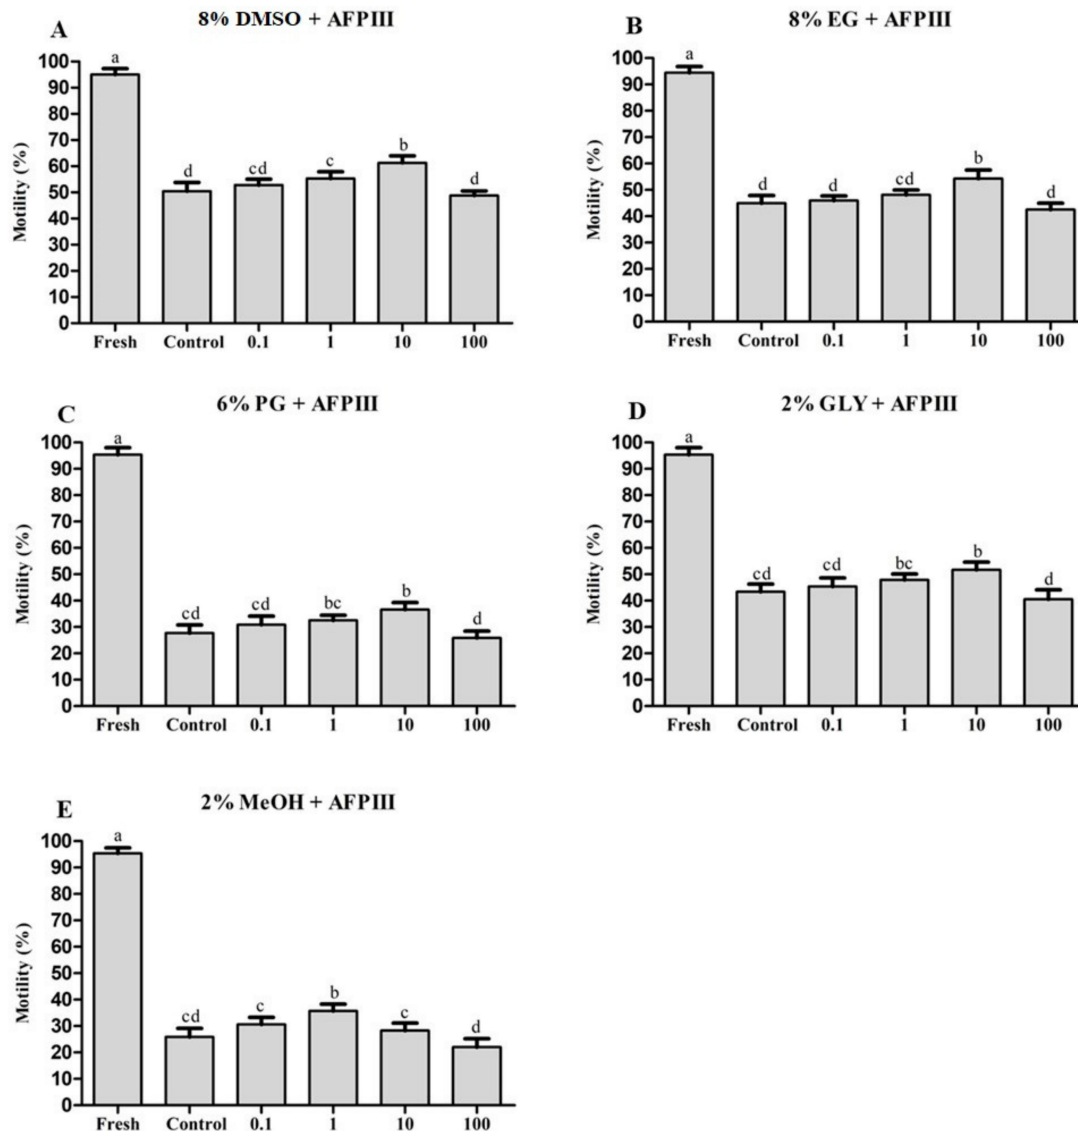 A
8% DMSO + AFPIII
Motility (%)
100
90
80
70
60
50
40
30
20
10
0
a
d
cd
c
b
d
Fresh Control 0.1 1 10 100
B
8% EG + AFPIII
Motility (%)
100
90
80
70
60
50
40
30
20
10
0
a
d
d
cd
b
d
Fresh Control 0.1 1 10 100
C
6% PG + AFPIII
Motility (%)
100
90
80
70
60
50
40
30
20
10
0
a
cd
cd
bc
b
d
Fresh Control 0.1 1 10 100
D
2% GLY + AFPIII
Motility (%)
100
90
80
70
60
50
40
30
20
10
0
a
cd
cd
bc
b
d
Fresh Control 0.1 1 10 100
E
2% MeOH + AFPIII
Motility (%)
100
90
80
70
60
50
40
30
20
10
0
a
cd
c
b
c
d
Fresh Control 0.1 1 10 100